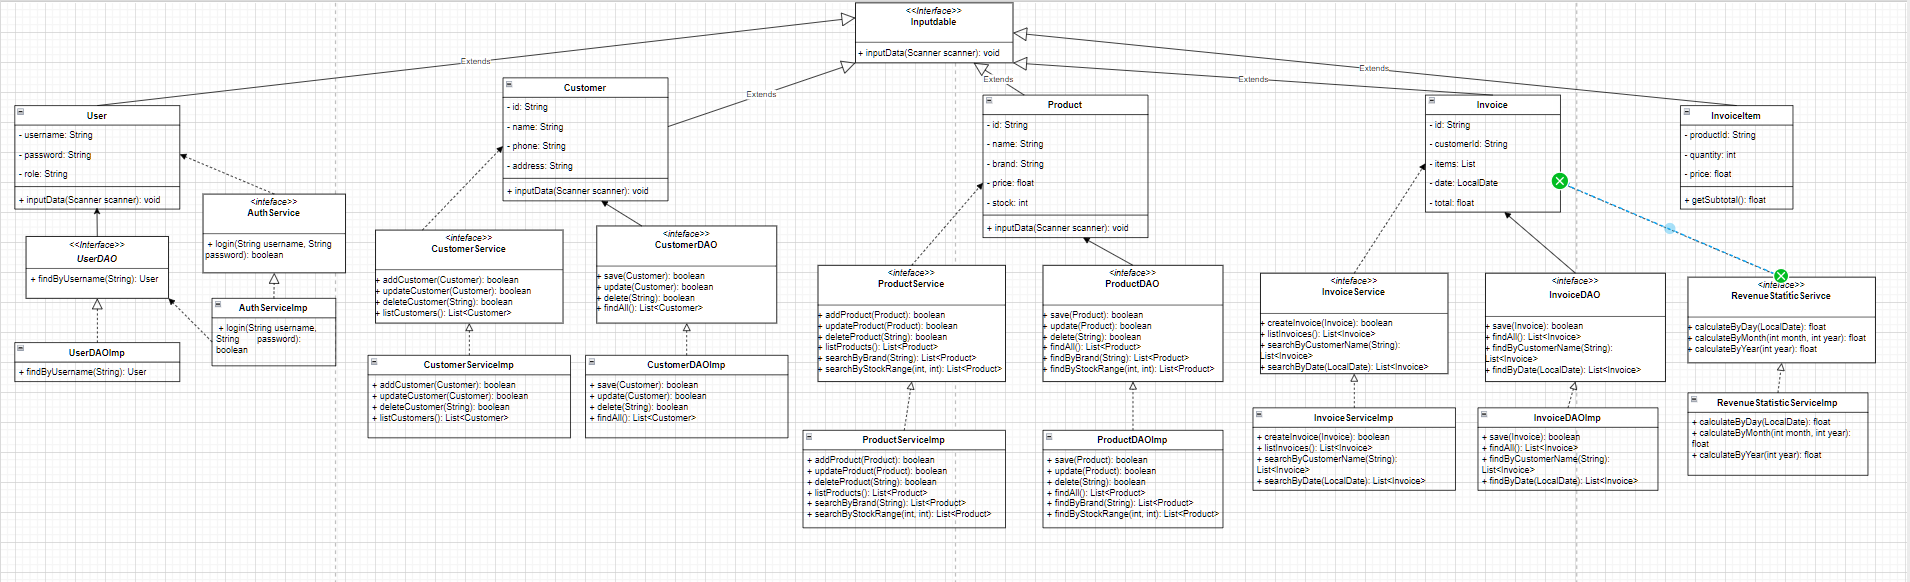 <<Interface>>
Inputdable
+ inputData(Scanner scanner): void
Extends
Extends
Extends
Extends
Extends
User
- username: String
- password: String
- role: String
+ inputData(Scanner scanner): void
<<Interface>>
UserDAO
+ findByUsername(String): User
UserDAOImp
+ findByUsername(String): User
<inteface>>
AuthService
+ login(String username, String
password): boolean
AuthServiceImp
+ login(String username,
String password):
boolean
Customer
- id: String
- name: String
- phone: String
- address: String
+ inputData(Scanner scanner): void
<inteface>>
CustomerService
+ addCustomer(Customer): boolean
+ updateCustomer(Customer): boolean
+ deleteCustomer(String): boolean
+ listCustomers(): List<Customer>
CustomerServiceImp
+ addCustomer(Customer): boolean
+ updateCustomer(Customer): boolean
+ deleteCustomer(String): boolean
+ listCustomers(): List<Customer>
<inteface>>
CustomerDAO
+ save(Customer): boolean
+ update(Customer): boolean
+ delete(String): boolean
+ findAll(): List<Customer>
CustomerDAOImp
+ save(Customer): boolean
+ update(Customer): boolean
+ delete(String): boolean
+ findAll(): List<Customer>
Product
- id: String
- name: String
- brand: String
- price: float
- stock: int
+ inputData(Scanner scanner): void
<inteface>>
ProductService
+ addProduct(Product): boolean
+ updateProduct(Product): boolean
+ deleteProduct(String): boolean
+ listProducts(): List<Product>
+ searchByBrand(String): List<Product>
+ searchByStockRange(int, int): List<Product>
ProductServiceImp
+ addProduct(Product): boolean
+ updateProduct(Product): boolean
+ deleteProduct(String): boolean
+ listProduct(): List<Product>
+ searchByBrand(String): List<Product>
+ searchByStockRange(int, int): List<Product>
<inteface>>
ProductDAO
+ save(Product): boolean
+ update(Product): boolean
+ delete(String): boolean
+ findAll(): List<Product>
+ findByBrand(String): List<Product>
+ findByStockRange(int, int): List<Product>
ProductDAOImp
+ save(Product): boolean
+ update(Product): boolean
+ delete(String): boolean
+ findAll(): List<Product>
+ findByBrand(String): List<Product>
+ findByStockRange(int, int): List<Product>
Invoice
- id: String
- customerId: String
- items: List
- date: LocalDate
- total: float
<inteface>>
InvoiceService
+ createInvoice(Invoice): boolean
+ listInvoices(): List<Invoice>
+ searchByCustomerName(String):
List<Invoice>
+ searchByDate(LocalDate): List<Invoice>
InvoiceServiceImp
+ createInvoice(Invoice): boolean
+ listInvoices(): List<Invoice>
+ searchByCustomerName(String):
List<Invoice>
+ searchByDate(LocalDate): List<Invoice>
<inteface>>
InvoiceDAO
+ save(Invoice): boolean
+ findAll(): List<Invoice>
+ findByCustomerName(String):
List<Invoice>
+ findByDate(LocalDate): List<Invoice>
InvoiceDAOImp
+ save(Invoice): boolean
+ findAll(): List<Invoice>
+ findByCustomerName(String):
List<Invoice>
+ findByDate(LocalDate): List<Invoice>
InvoiceItem
- productId: String
- quantity: int
- price: float
+ getSubtotal(): float
<inteface>>
RevenueStatiticSerivce
+ calculateByDay(LocalDate): float
+ calculateByMonth(int month, int year): float
+ calculateByYear(int year): float
RevenueStatisticServiceImp
+ calculateByDay(LocalDate): float
+ calculateByMonth(int month, int year):
float
+ calculateByYear(int year): float